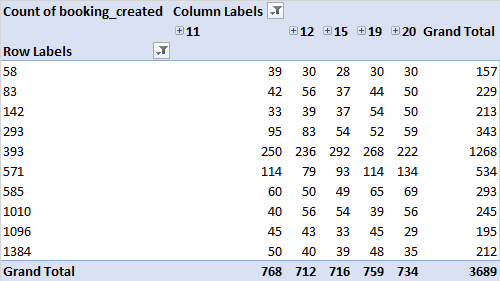 Count of booking_created Column Labels
11 12 15 19 20 Grand Total
Row Labels
58 39 30 28 30 30 157
83 42 56 37 44 50 229
142 33 39 37 54 50 213
293 95 83 54 52 59 343
393 250 236 292 268 222 1268
571 114 79 93 114 134 534
585 60 50 49 65 69 293
1010 40 56 54 39 56 245
1096 45 43 33 45 29 195
1384 50 40 39 48 35 212
Grand Total 768 712 716 759 734 3689